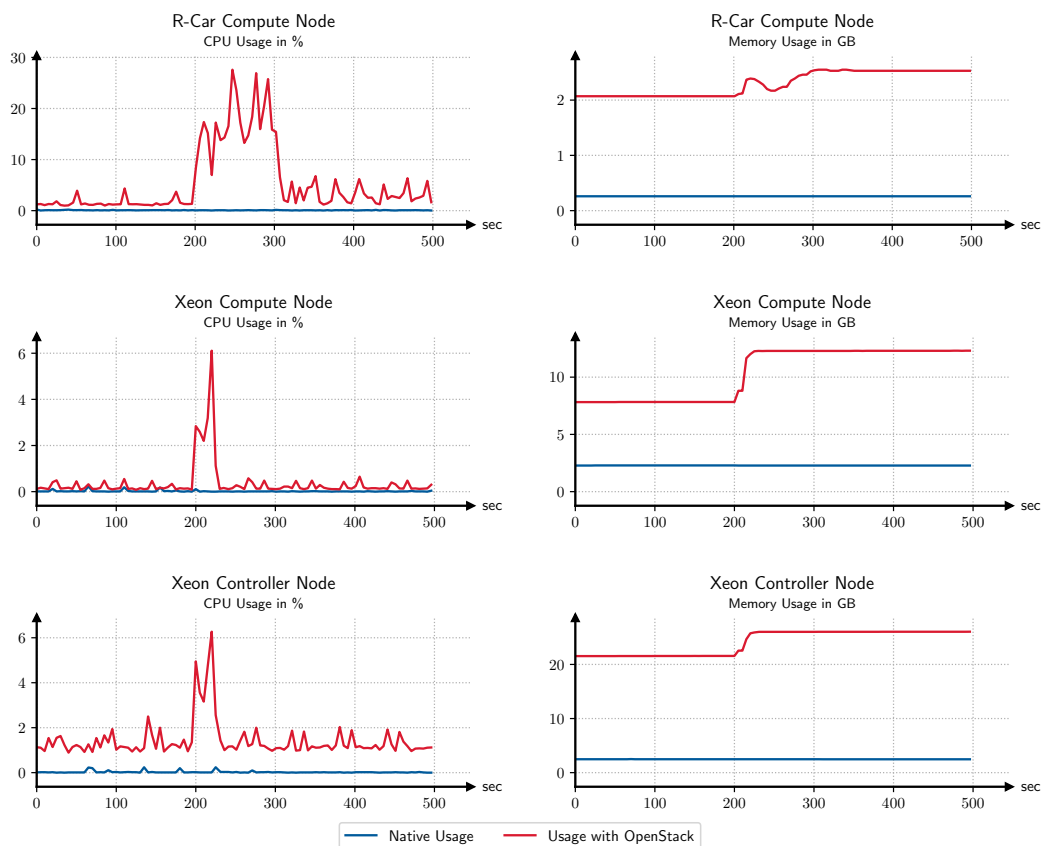 R-Car Compute Node
CPU Usage in %
30
20
10
0
0 100 200 300 400 500 sec
R-Car Compute Node
Memory Usage in GB
2
1
0
0 100 200 300 400 500 sec
Xeon Compute Node
CPU Usage in %
6
4
2
0
0 100 200 300 400 500 sec
Xeon Compute Node
Memory Usage in GB
10
5
0
0 100 200 300 400 500 sec
Xeon Controller Node
CPU Usage in %
6
4
2
0
0 100 200 300 400 500 sec
Xeon Controller Node
Memory Usage in GB
20
10
0
0 100 200 300 400 500 sec
Native Usage Usage with OpenStack